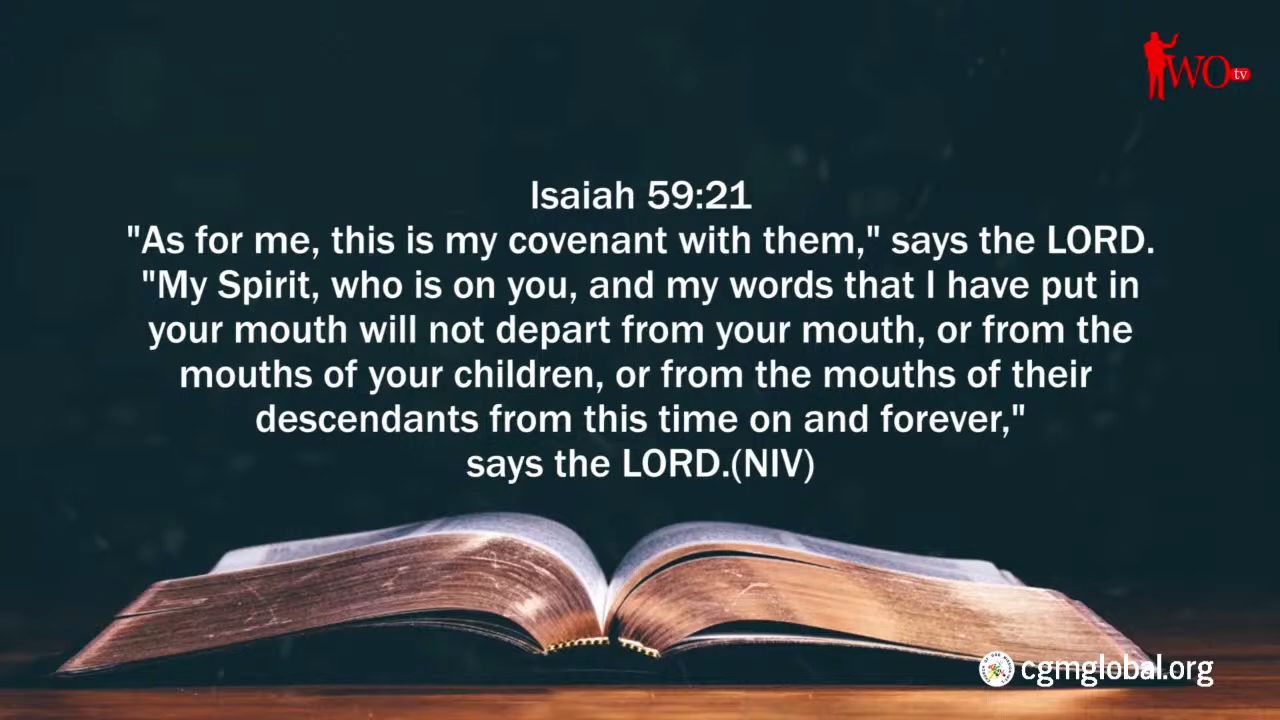 WO tv
Isaiah 59:21
"As for me, this is my covenant with them," says the LORD.
"My Spirit, who is on you, and my words that I have put in
your mouth will not depart from your mouth, or from the
mouths of your children, or from the mouths of their
descendants from this time on and forever,"
says the LORD.(NIV)
cgmglobal.org